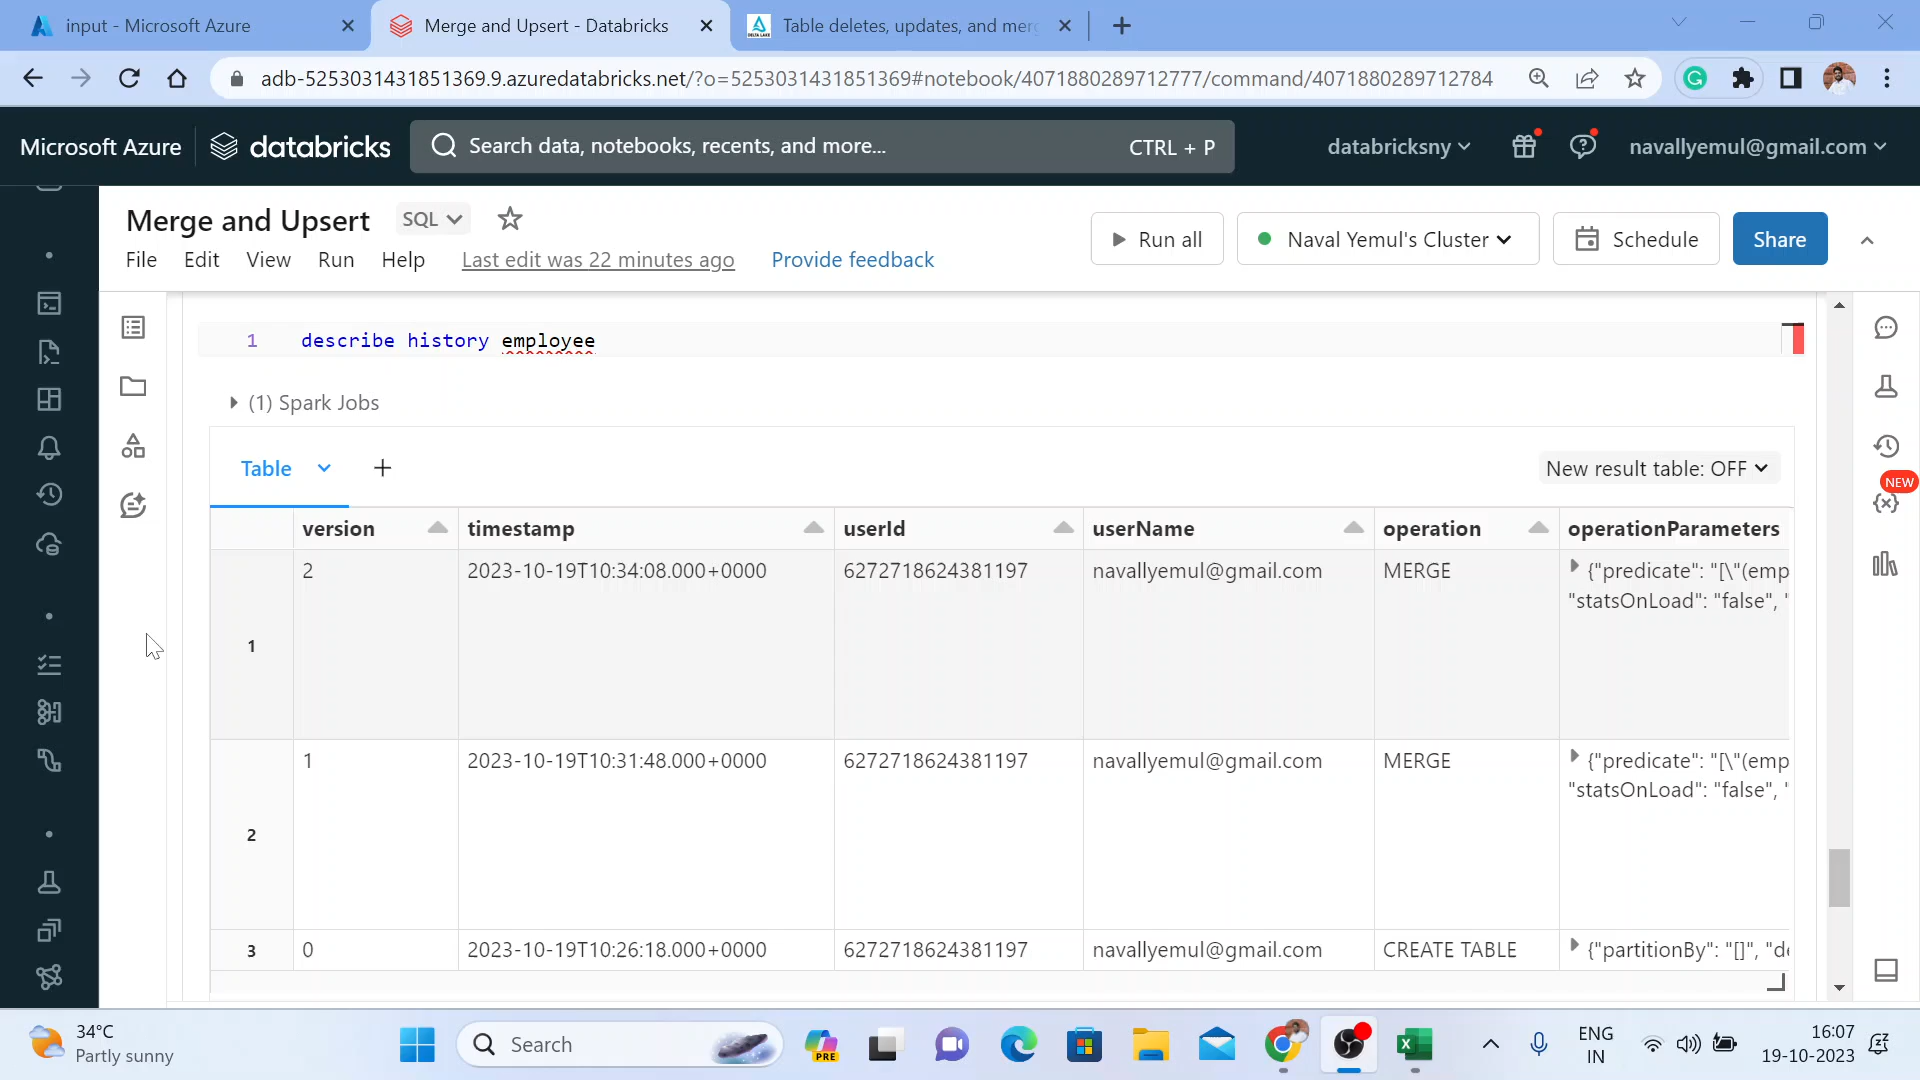 input - Microsoft Azure
Merge and Upsert - Databricks
Table deletes, updates, and mer
adb-5253031431851369.9.azuredatabricks.net/?o=5253031431851369#notebook/4071880289712777/command/4071880289712784
Microsoft Azure
databricks
Search data, notebooks, recents, and more...
CTRL + P
databricksny
navallyemul@gmail.com
Merge and Upsert
SQL
File Edit View Run Help
Last edit was 22 minutes ago
Provide feedback
Run all
Naval Yemul's Cluster
Schedule
Share
1 describe history employee
(1) Spark Jobs
Table
New result table: OFF
NEW
version timestamp userId userName operation operationParameters
1 2 2023-10-19T10:34:08.000+0000 6272718624381197 navallyemul@gmail.com MERGE {"predicate": "[\"(emp
"statsOnLoad": "false", "
2 1 2023-10-19T10:31:48.000+0000 6272718624381197 navallyemul@gmail.com MERGE {"predicate": "[\"(emp
"statsOnLoad": "false", "
3 0 2023-10-19T10:26:18.000+0000 6272718624381197 navallyemul@gmail.com CREATE TABLE {"partitionBy": "[]", "de
34°C
Partly sunny
Search
PRE
ENG
IN
16:07
19-10-2023